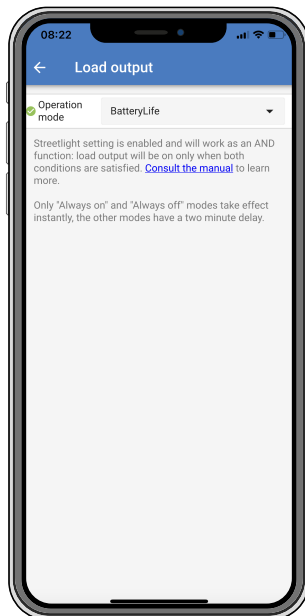 08:22
Load output
Operation
mode
BatteryLife
Streetlight setting is enabled and will work as an AND
function: load output will be on only when both
conditions are satisfied. Consult the manual to learn
more.
Only "Always on" and "Always off" modes take effect
instantly, the other modes have a two minute delay.